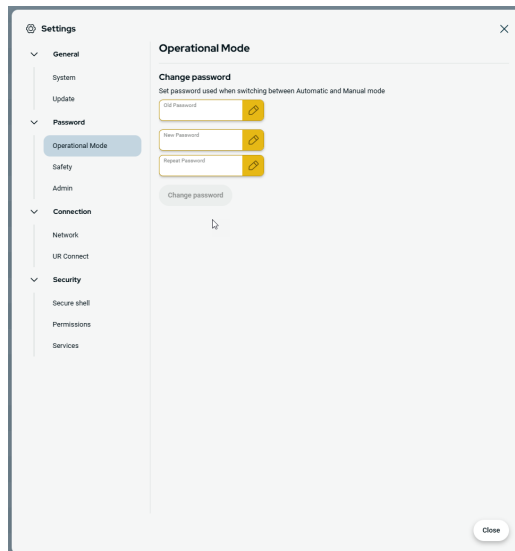 Settings
General
System
Update
Password
Operational Mode
Safety
Admin
Connection
Network
UR Connect
Security
Secure shell
Permissions
Services
Operational Mode
Change password
Set password used when switching between Automatic and Manual mode
Old Password
New Password
Repeat Password
Change password
Close